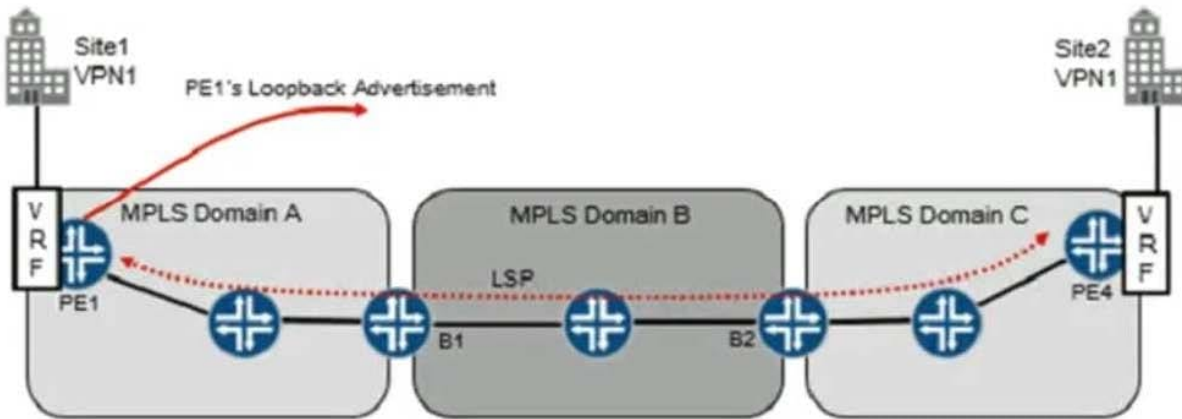 Site1
VPN1
PE1's Loopback Advertisement
Site2
VPN1
V
R
F
MPLS Domain A
MPLS Domain B
MPLS Domain C
V
R
F
LSP
PE1
PE4
B1
B2